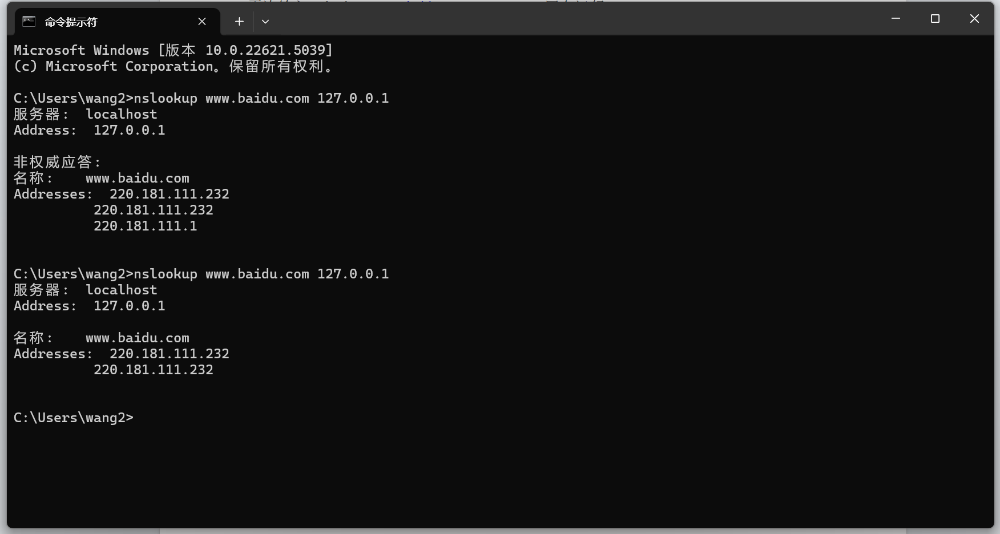 命令提示符
Microsoft Windows [版本 10.0.22621.5039]
(c) Microsoft Corporation。保留所有权利。
C:\Users\wang2>nslookup www.baidu.com 127.0.0.1
服务器:  localhost
Address:  127.0.0.1
非权威应答:
名称:    www.baidu.com
Addresses:  220.181.111.232
220.181.111.232
220.181.111.1
C:\Users\wang2>nslookup www.baidu.com 127.0.0.1
服务器:  localhost
Address:  127.0.0.1
名称:    www.baidu.com
Addresses:  220.181.111.232
220.181.111.232
C:\Users\wang2>